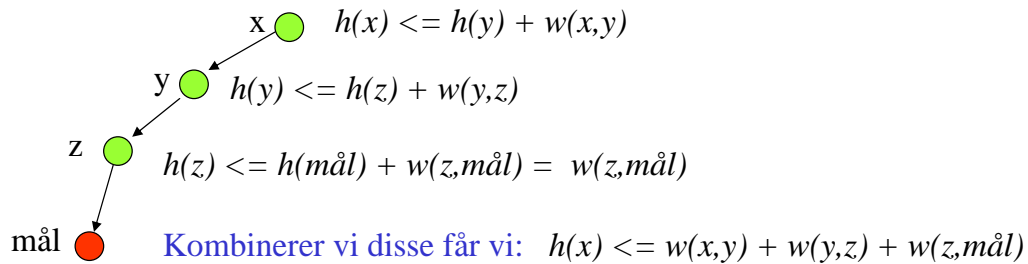 x h(x) <= h(y) + w(x,y)
y h(y) <= h(z) + w(y,z)
z h(z) <= h(mål) + w(z,mål) = w(z,mål)
mål Kombinerer vi disse får vi: h(x) <= w(x,y) + w(y,z) + w(z,mål)